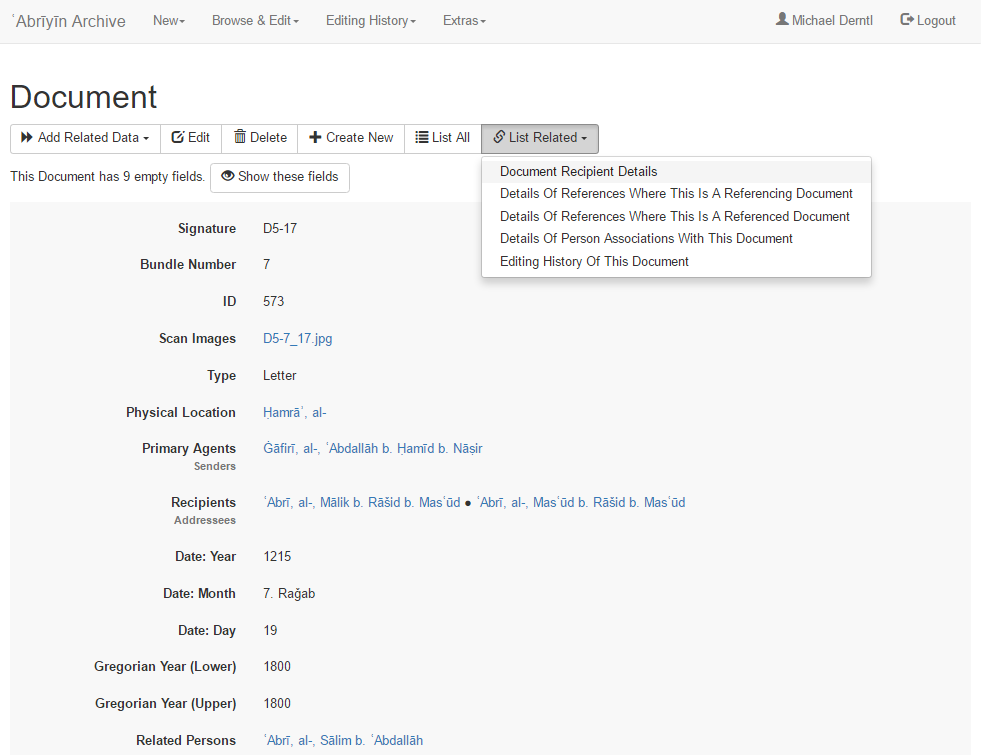 ʿAbrīyīn Archive New Browse & Edit Editing History Extras Michael Derntl Logout
Document
Add Related Data Edit Delete Create New List All List Related
This Document has 9 empty fields. Show these fields
Document Recipient Details
Details Of References Where This Is A Referencing Document
Details Of References Where This Is A Referenced Document
Details Of Person Associations With This Document
Editing History Of This Document
Signature D5-17
Bundle Number 7
ID 573
Scan Images D5-7_17.jpg
Type Letter
Physical Location Ḥamrāʾ, al-
Primary Agents Ġāfirī, al-, ʿAbdallāh b. Ḥamīd b. Nāṣir
Senders
Recipients ʿAbrī, al-, Mālik b. Rāšid b. Masʿūd ● ʿAbrī, al-, Masʿūd b. Rāšid b. Masʿūd
Addressees
Date: Year 1215
Date: Month 7. Raǧab
Date: Day 19
Gregorian Year (Lower) 1800
Gregorian Year (Upper) 1800
Related Persons ʿAbrī, al-, Sālim b. ʿAbdallāh